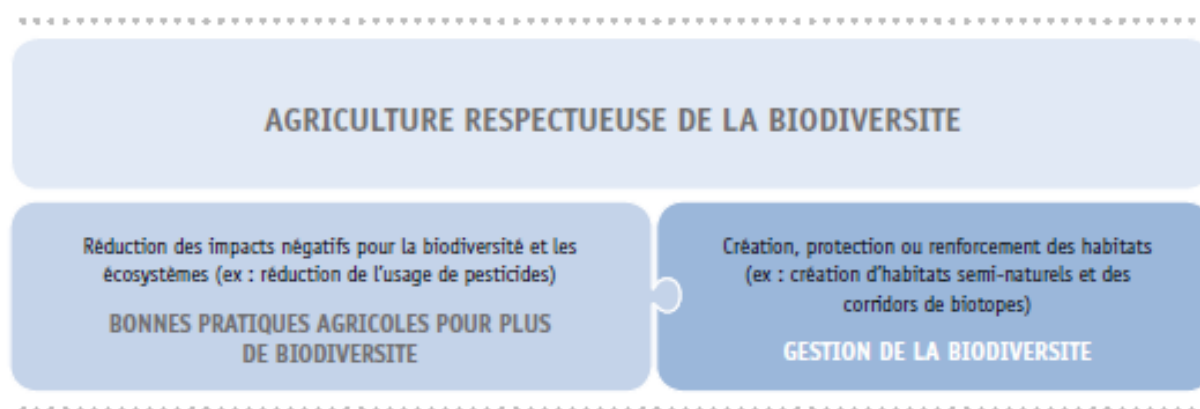 AGRICULTURE RESPECTUEUSE DE LA BIODIVERSITE
Réduction des impacts négatifs pour la biodiversité et les
écosystèmes (ex : réduction de l'usage de pesticides)
BONNES PRATIQUES AGRICOLES POUR PLUS
DE BIODIVERSITE
Création, protection ou renforcement des habitats
(ex : création d'habitats semi-naturels et des
corridors de biotopes)
GESTION DE LA BIODIVERSITE